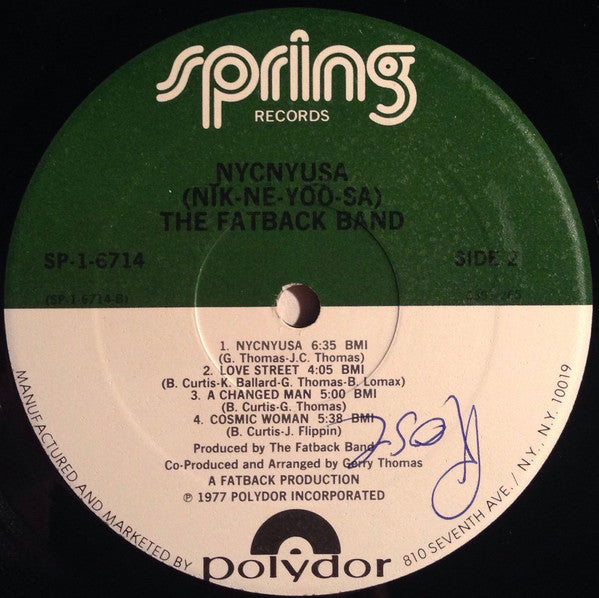 spring
RECORDS
NYCNYUSA
(NIK-NE-YOO-SA)
THE FATBACK BAND
SP-1-6714
SIDE 2
(SP-1-6714-B)
1. NYCNYUSA 6:35 BMI
(G. Thomas-J.C. Thomas)
2. LOVE STREET 4:05 BMI
(B. Curtis-K. Ballard-G. Thomas-B. Lomax)
3. A CHANGED MAN 5:00 BMI
(B. Curtis-G. Thomas)
4. COSMIC WOMAN 5:38 BMI
(B. Curtis-J. Flippin)
Produced by The Fatback Band
Co-Produced and Arranged by Gerry Thomas
A FATBACK PRODUCTION
℗ 1977 POLYDOR INCORPORATED
MANUFACTURED AND MARKETED BY
polydor
810 SEVENTH AVE. / N.Y., N.Y. 10019